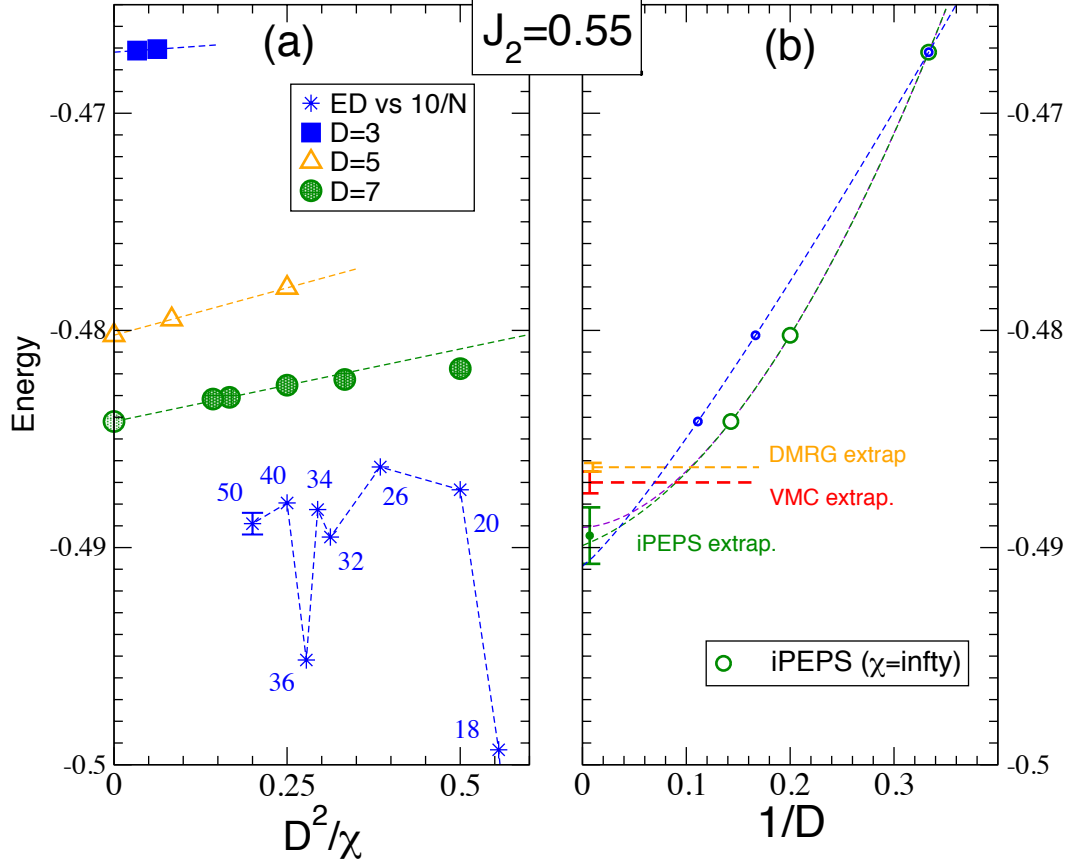 J₂=0.55
(a)
(b)
ED vs 10/N
D=3
D=5
D=7
-0.47
-0.48
-0.49
-0.5
Energy
50
40
36
34
32
26
20
18
0
0.25
0.5
D²/χ
DMRG extrap
VMC extrap.
iPEPS extrap.
iPEPS (χ=infty)
-0.47
-0.48
-0.49
-0.5
0
0.1
0.2
0.3
1/D